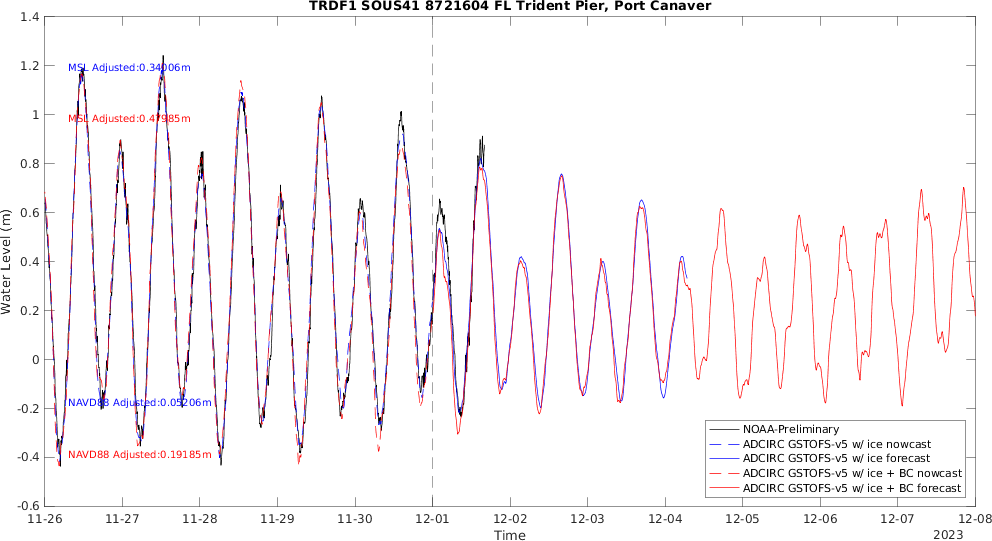 TRDF1 SOUS41 8721604 FL Trident Pier, Port Canaver
1.4
1.2
1
0.8
0.6
0.4
0.2
0
-0.2
-0.4
-0.6
Water Level (m)
MSL Adjusted:0.34006m
MSL Adjusted:0.47985m
NAVD88 Adjusted:0.05206m
NAVD88 Adjusted:0.19185m
NOAA-Preliminary
ADCIRC GSTOFS-v5 w/ ice nowcast
ADCIRC GSTOFS-v5 w/ ice forecast
ADCIRC GSTOFS-v5 w/ ice + BC nowcast
ADCIRC GSTOFS-v5 w/ ice + BC forecast
11-26 11-27 11-28 11-29 11-30 12-01 12-02 12-03 12-04 12-05 12-06 12-07 12-08
Time
2023